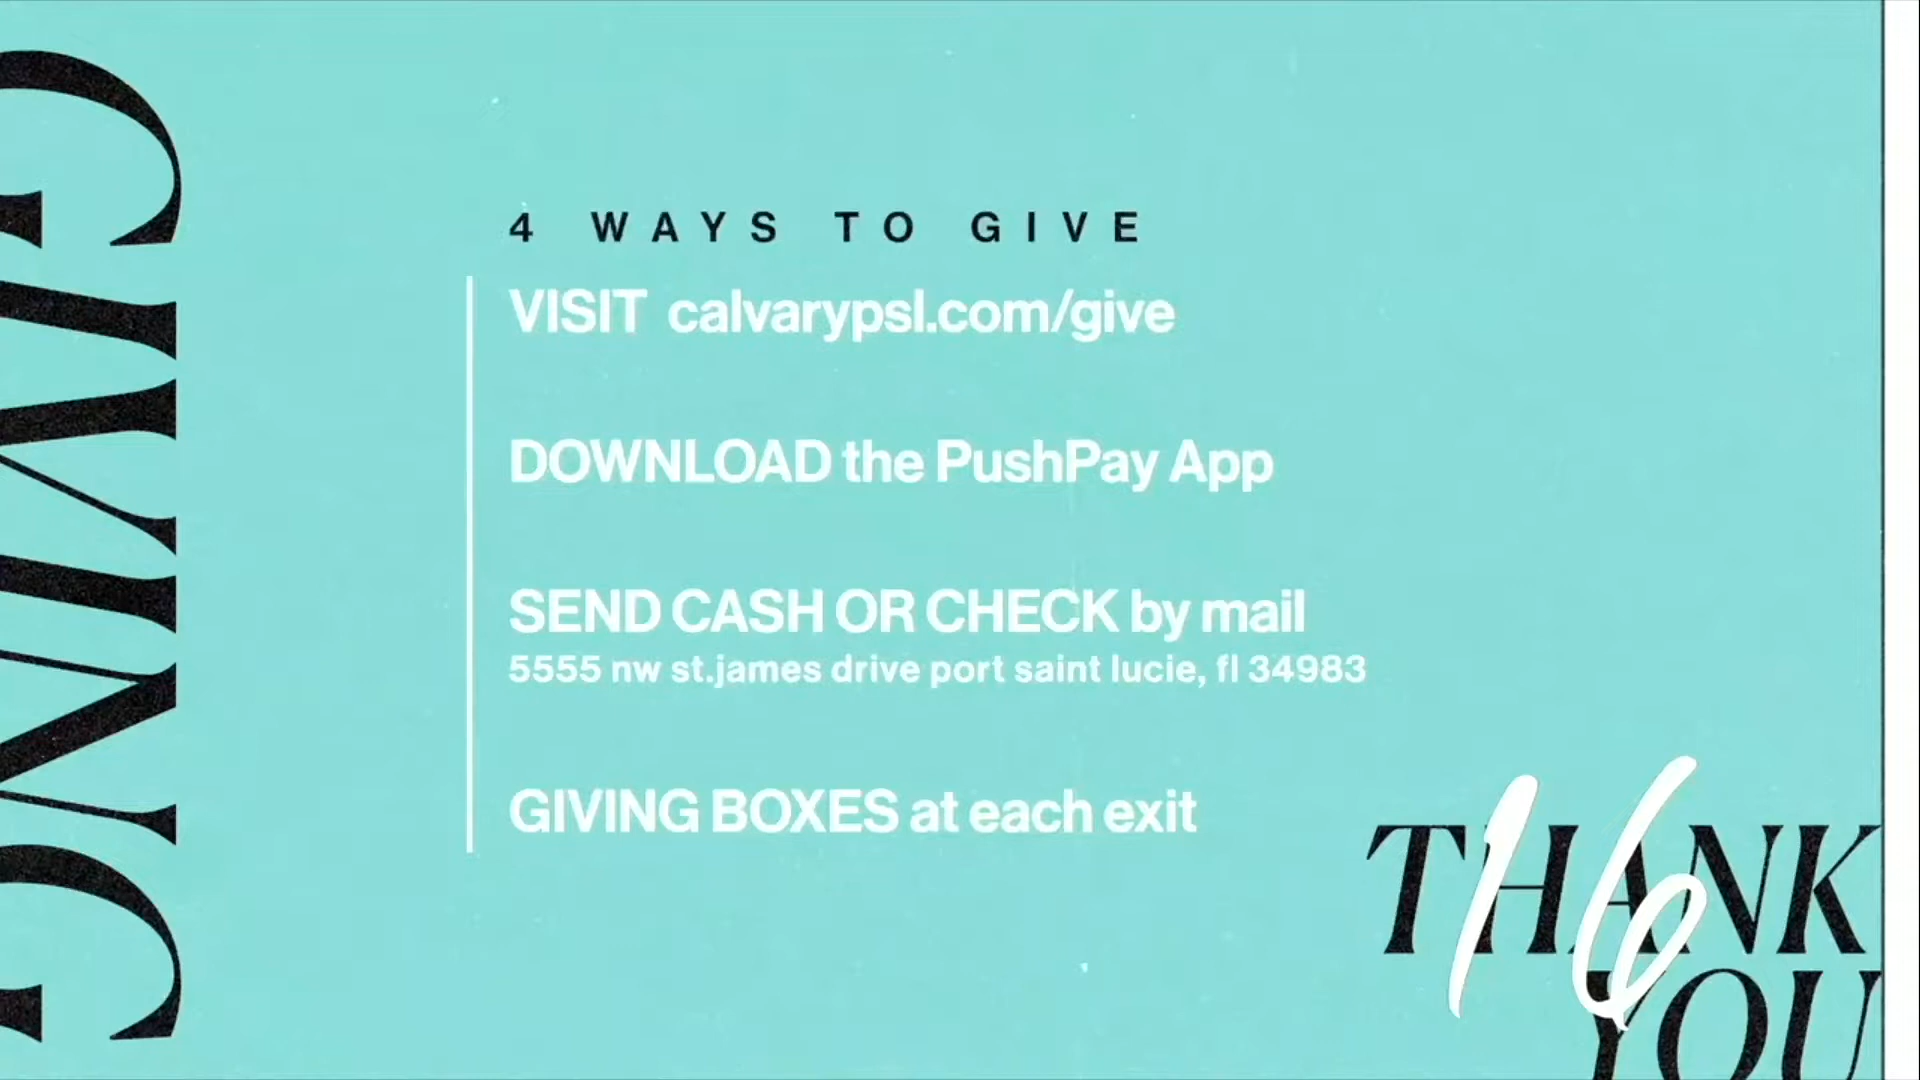 GIVING
4 WAYS TO GIVE
VISIT calvarypsl.com/give
DOWNLOAD the PushPay App
SEND CASH OR CHECK by mail
5555 nw st.james drive port saint lucie, fl 34983
GIVING BOXES at each exit
16
THANK
YOU